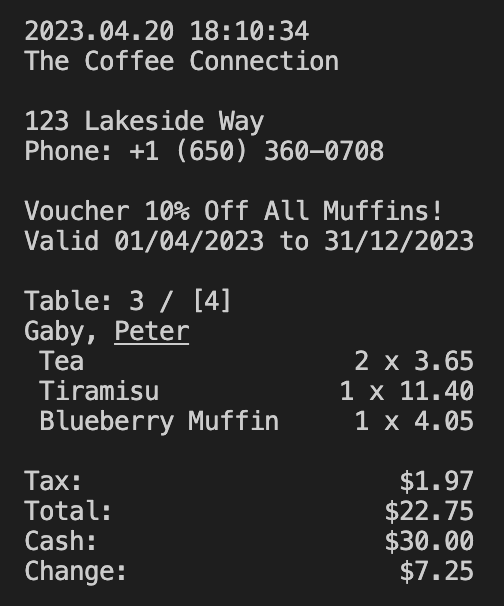 2023.04.20 18:10:34
The Coffee Connection
123 Lakeside Way
Phone: +1 (650) 360-0708
Voucher 10% Off All Muffins!
Valid 01/04/2023 to 31/12/2023
Table: 3 / [4]
Gaby, Peter
Tea 2 x 3.65
Tiramisu 1 x 11.40
Blueberry Muffin 1 x 4.05
Tax: $1.97
Total: $22.75
Cash: $30.00
Change: $7.25